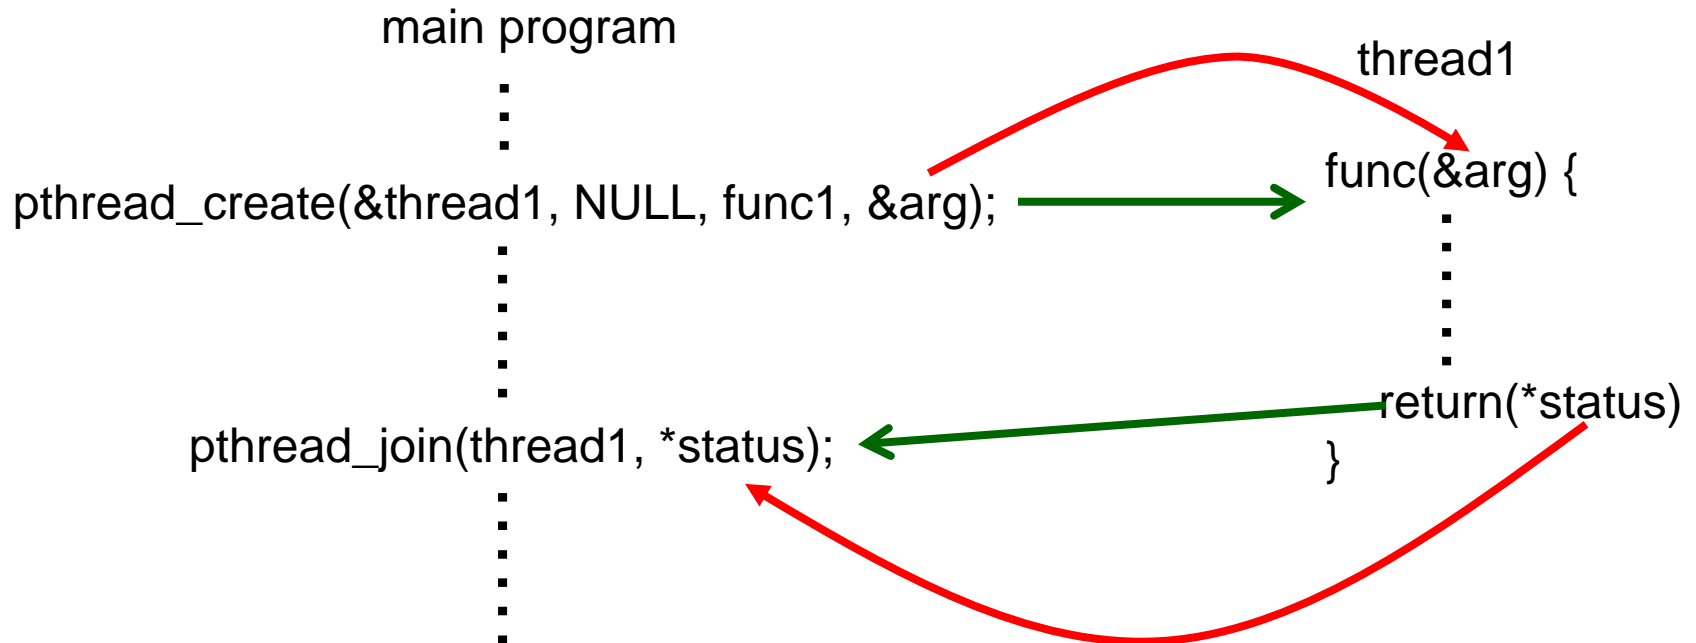 main program
thread1
func(&arg) {
pthread_create(&thread1, NULL, func1, &arg);
return(*status)
pthread_join(thread1, *status);
}